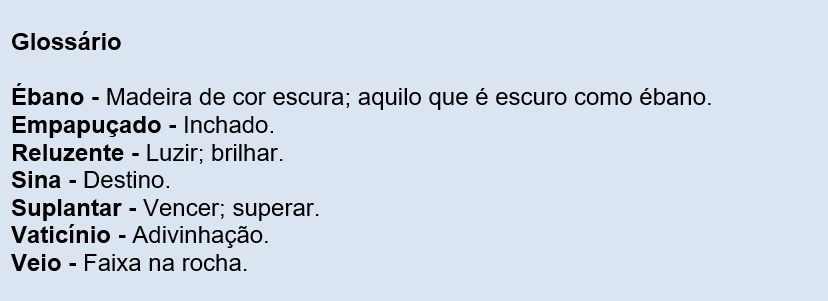 Glossário
Ébano - Madeira de cor escura; aquilo que é escuro como ébano.
Empapuçado - Inchado.
Reluzente - Luzir; brilhar.
Sina - Destino.
Suplantar - Vencer; superar.
Vaticínio - Adivinhação.
Veio - Faixa na rocha.